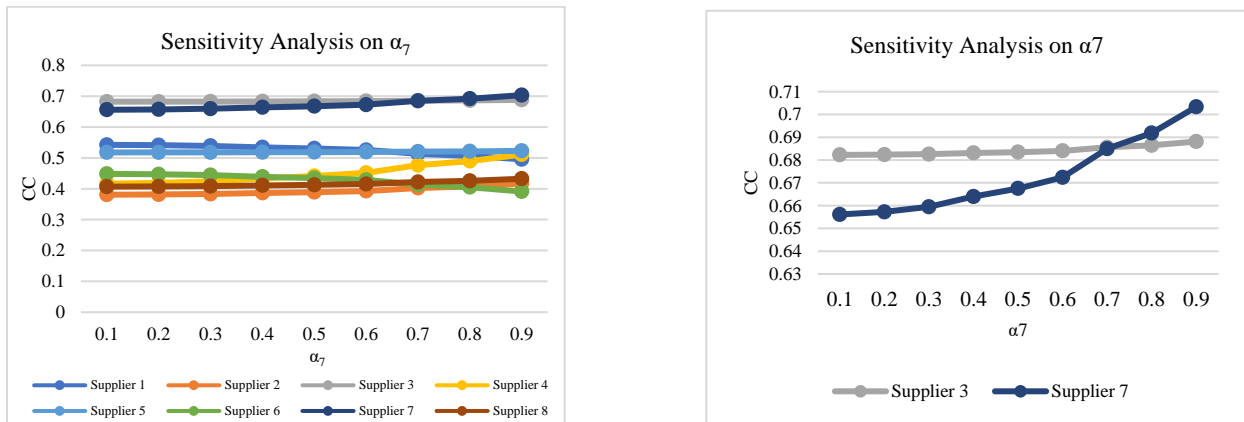 Sensitivity Analysis on α₇
0.8
0.7
0.6
0.5
0.4
0.3
0.2
0.1
0
CC
0.1 0.2 0.3 0.4 0.5 0.6 0.7 0.8 0.9
α₇
Supplier 1 Supplier 2 Supplier 3 Supplier 4
Supplier 5 Supplier 6 Supplier 7 Supplier 8
Sensitivity Analysis on α7
0.71
0.7
0.69
0.68
0.67
0.66
0.65
0.64
0.63
CC
0.1 0.2 0.3 0.4 0.5 0.6 0.7 0.8 0.9
α7
Supplier 3 Supplier 7